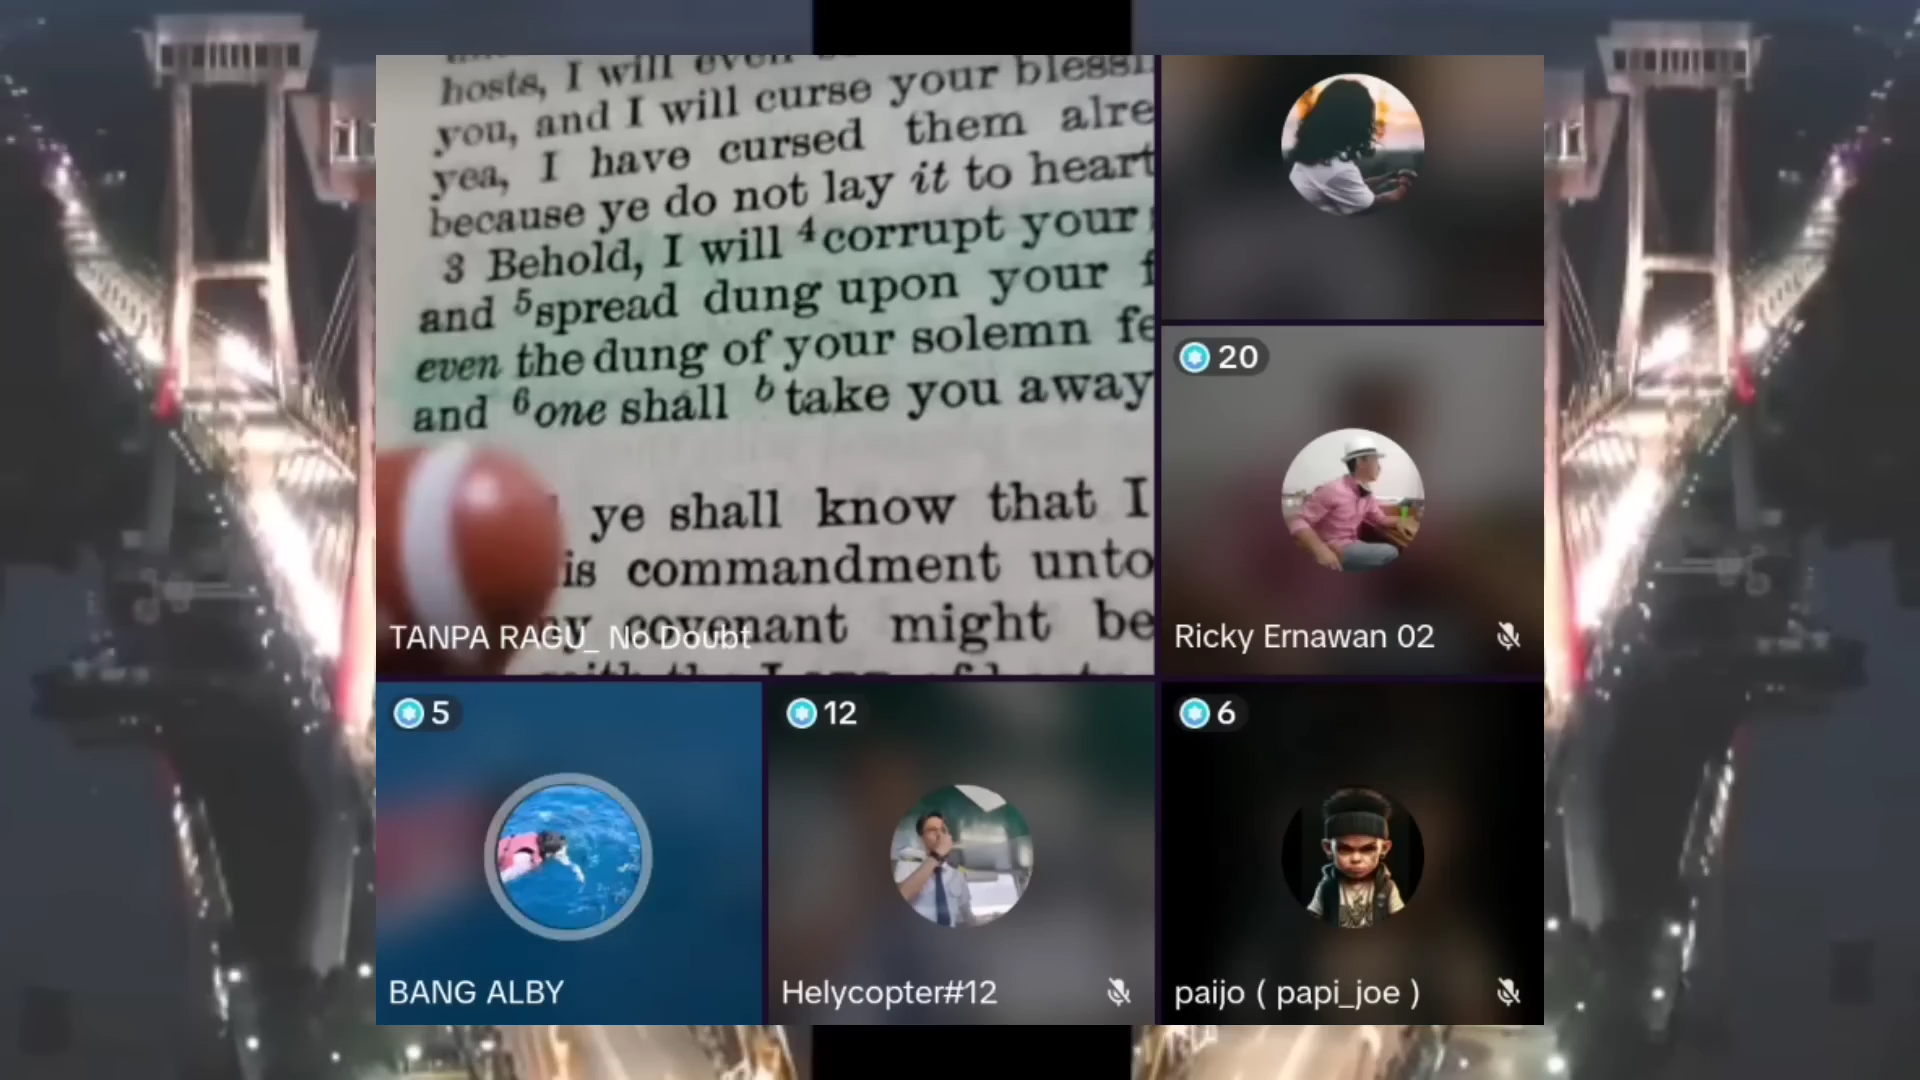 hosts, I will even
you, and I will curse your
yea, I have cursed them
because ye do not lay it to heart
3 Behold, I will 4 corrupt your
and 5 spread dung upon your
even the dung of your solemn
and 6 one shall b take you away
ye shall know that I
commandment unto
covenant might be
TANPA RAGU_ No Doubt
20
Ricky Ernawan 02
5
BANG ALBY
12
Helycopter#12
6
paijo ( papi_joe )